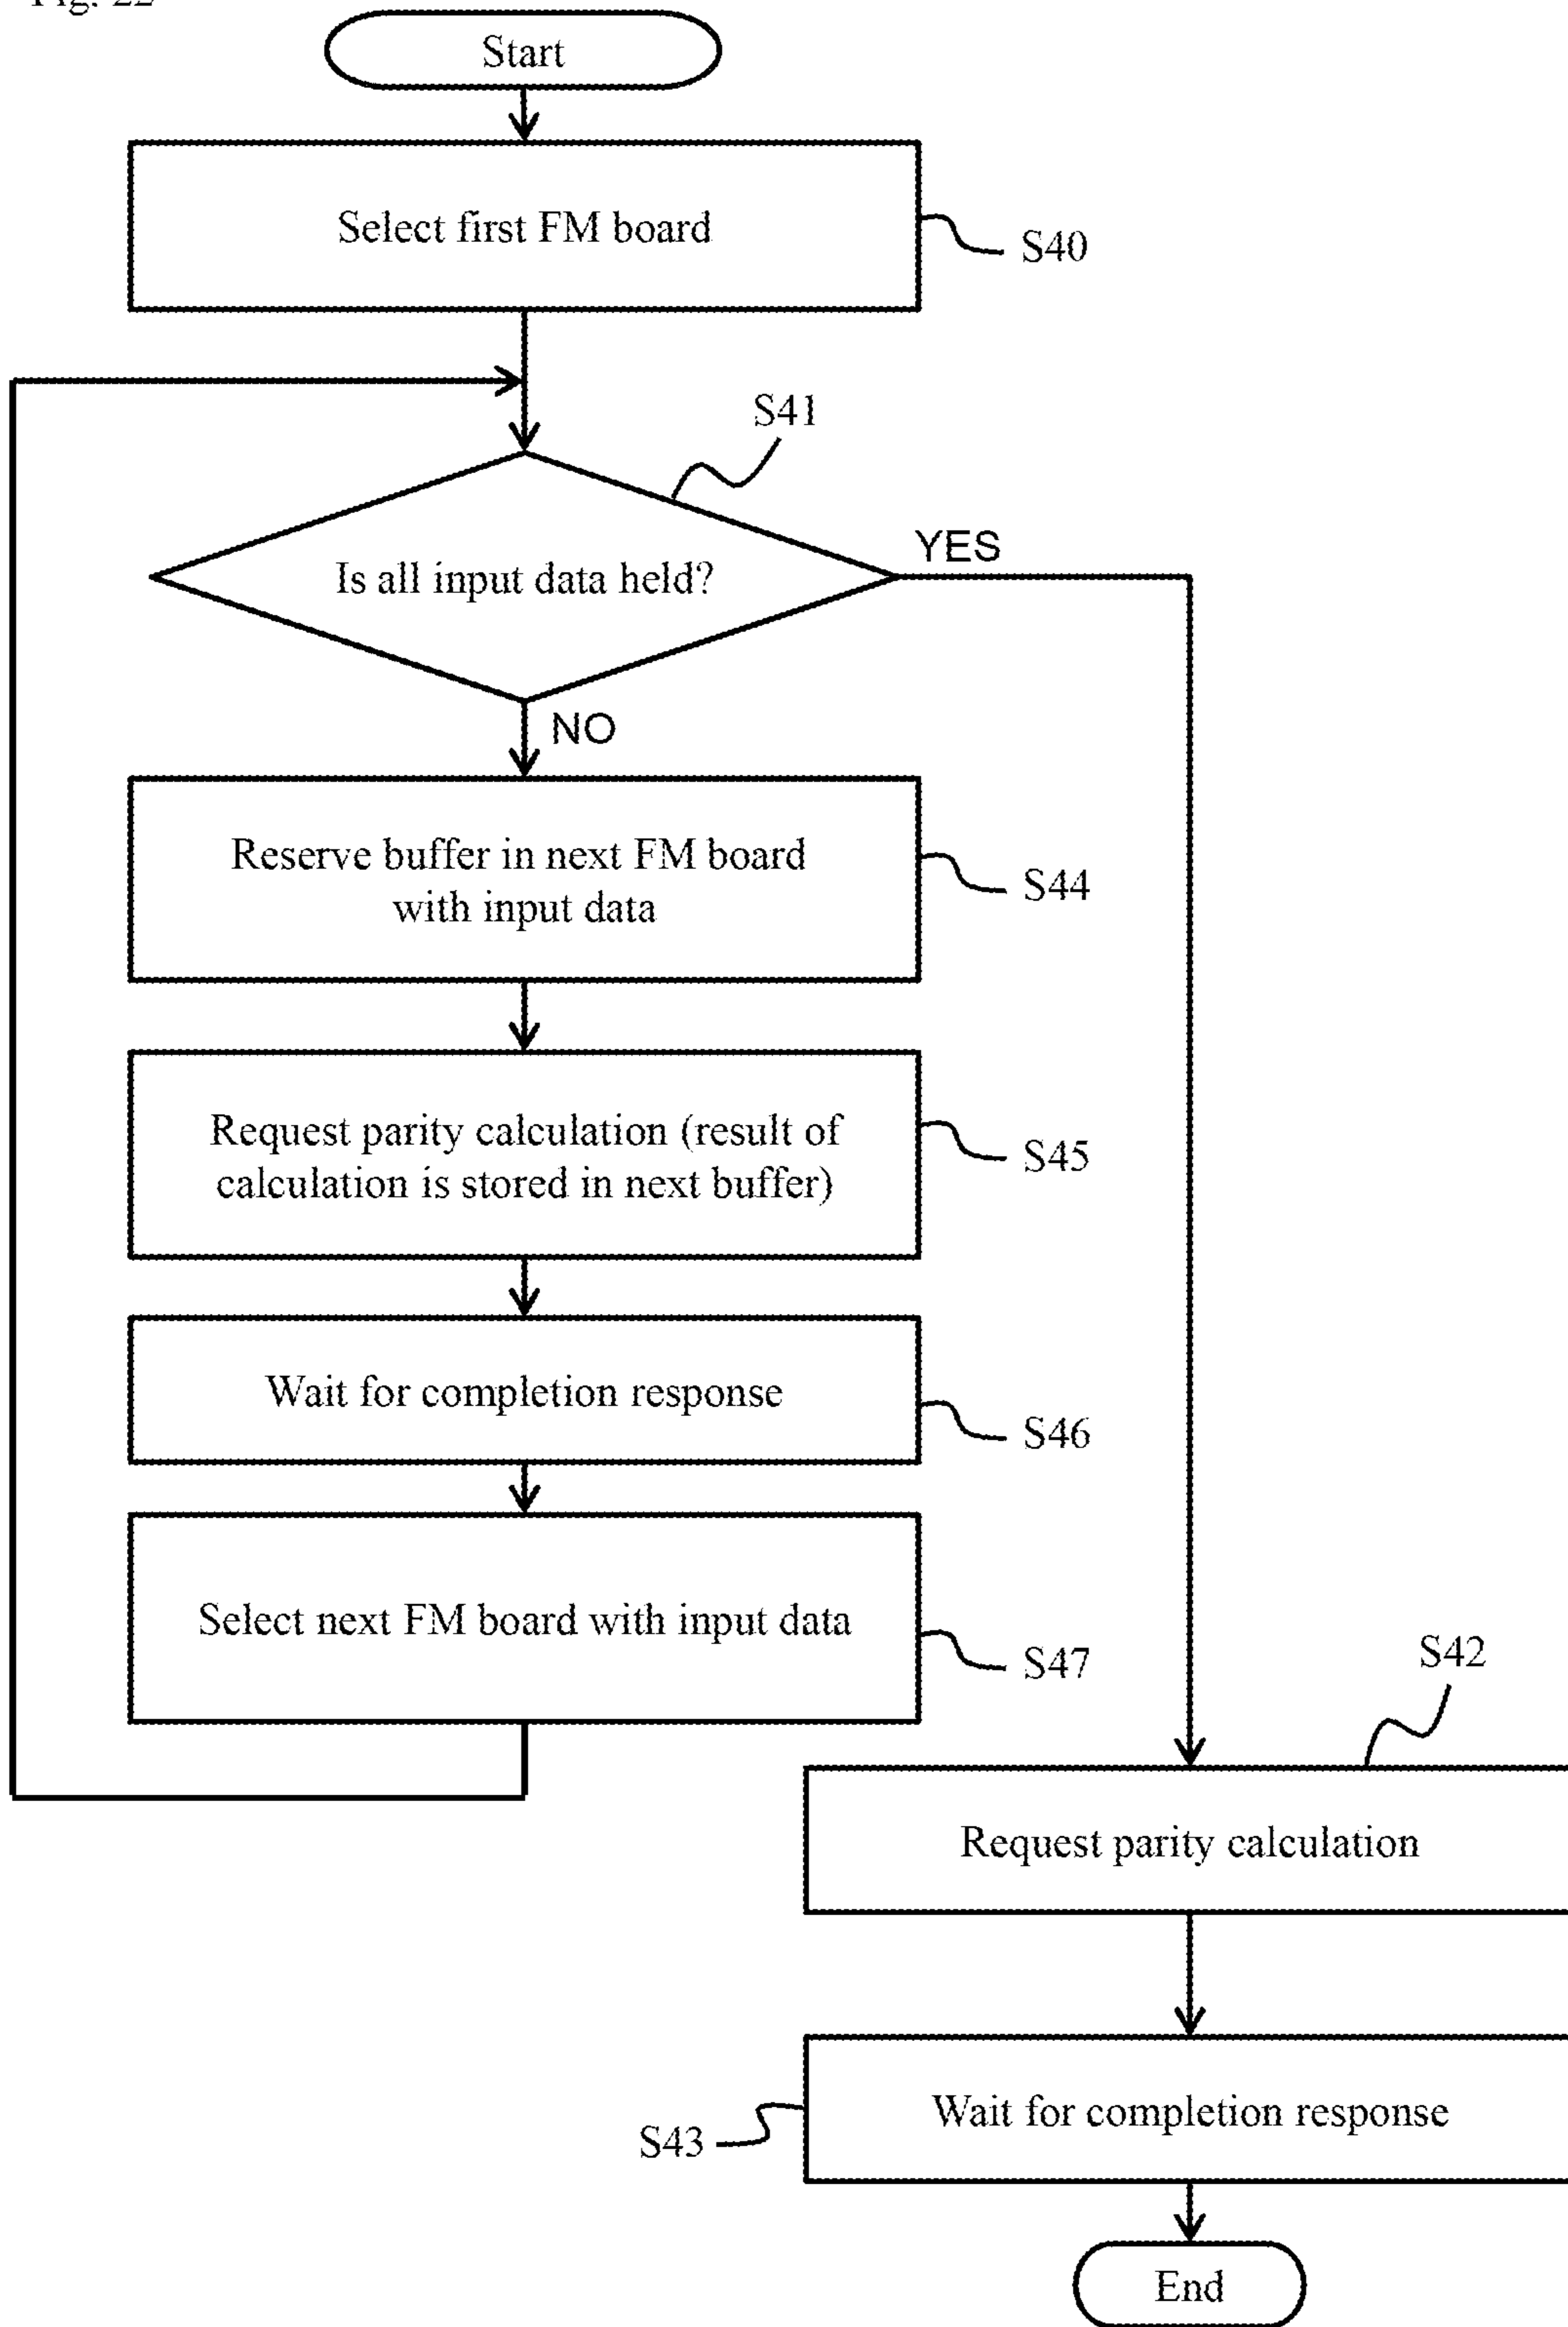 Fig. 22
Start
Select first FM board
S40
S41
Is all input data held?
YES
NO
Reserve buffer in next FM board
with input data
S44
Request parity calculation (result of
calculation is stored in next buffer)
S45
Wait for completion response
S46
Select next FM board with input data
S47
S42
Request parity calculation
Wait for completion response
S43
End